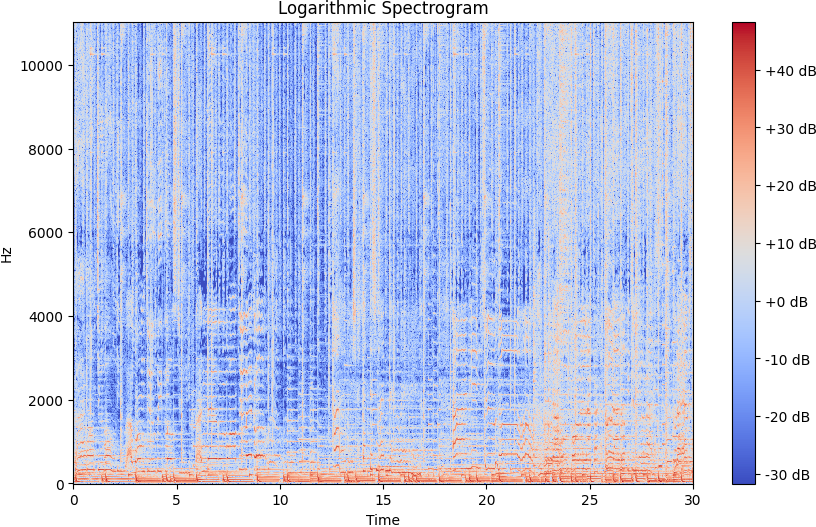 Logarithmic Spectrogram
Hz
10000
8000
6000
4000
2000
0
0 5 10 15 20 25 30
Time
+40 dB
+30 dB
+20 dB
+10 dB
+0 dB
-10 dB
-20 dB
-30 dB